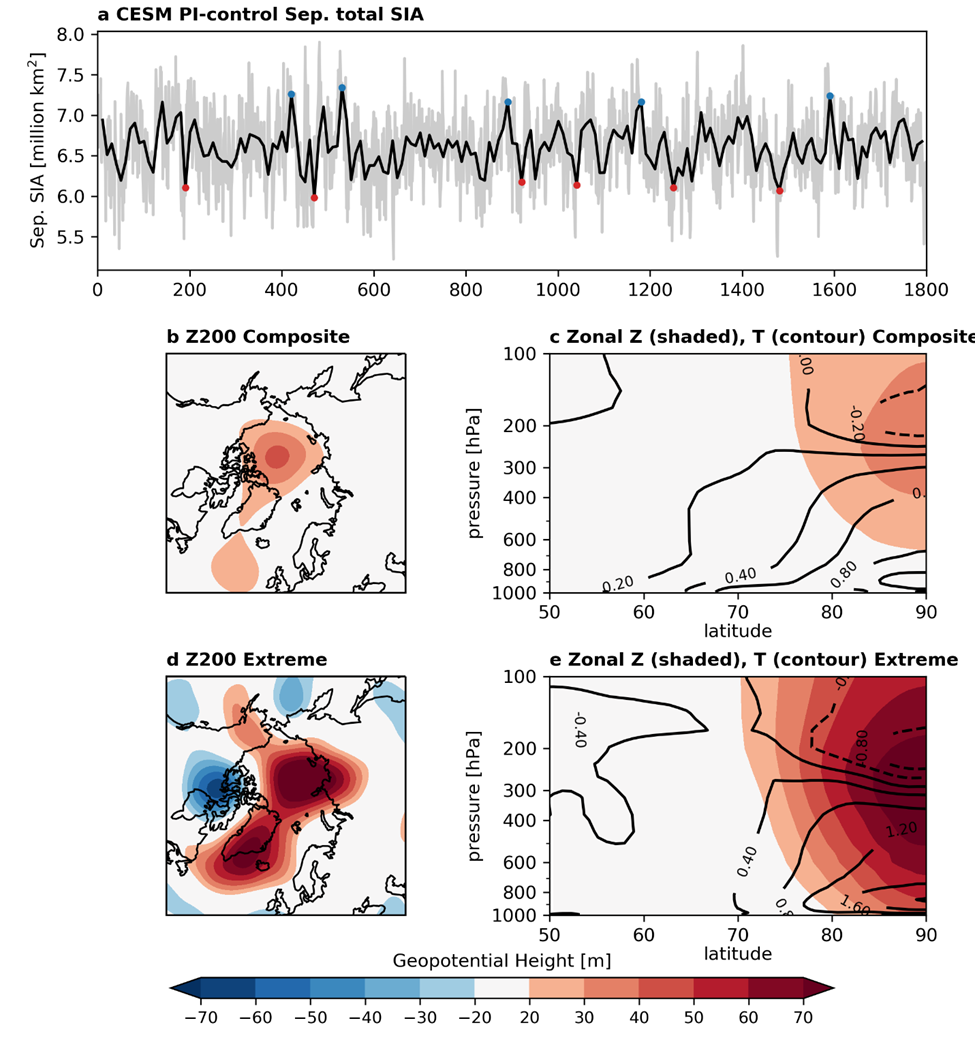 a CESM PI-control Sep. total SIA
Sep. SIA [million km²]
8.0
7.5
7.0
6.5
6.0
5.5
0 200 400 600 800 1000 1200 1400 1600 1800
b Z200 Composite
c Zonal Z (shaded), T (contour) Composite
pressure [hPa]
100
200
300
400
600
800
1000
.00
-0.20
0.
0.20
0.40
0.80
50 60 70 80 90
latitude
d Z200 Extreme
e Zonal Z (shaded), T (contour) Extreme
pressure [hPa]
100
200
300
400
600
800
1000
-0.40
1.20
0.40
1.60
50 60 70 80 90
latitude
Geopotential Height [m]
−70 −60 −50 −40 −30 −20 20 30 40 50 60 70